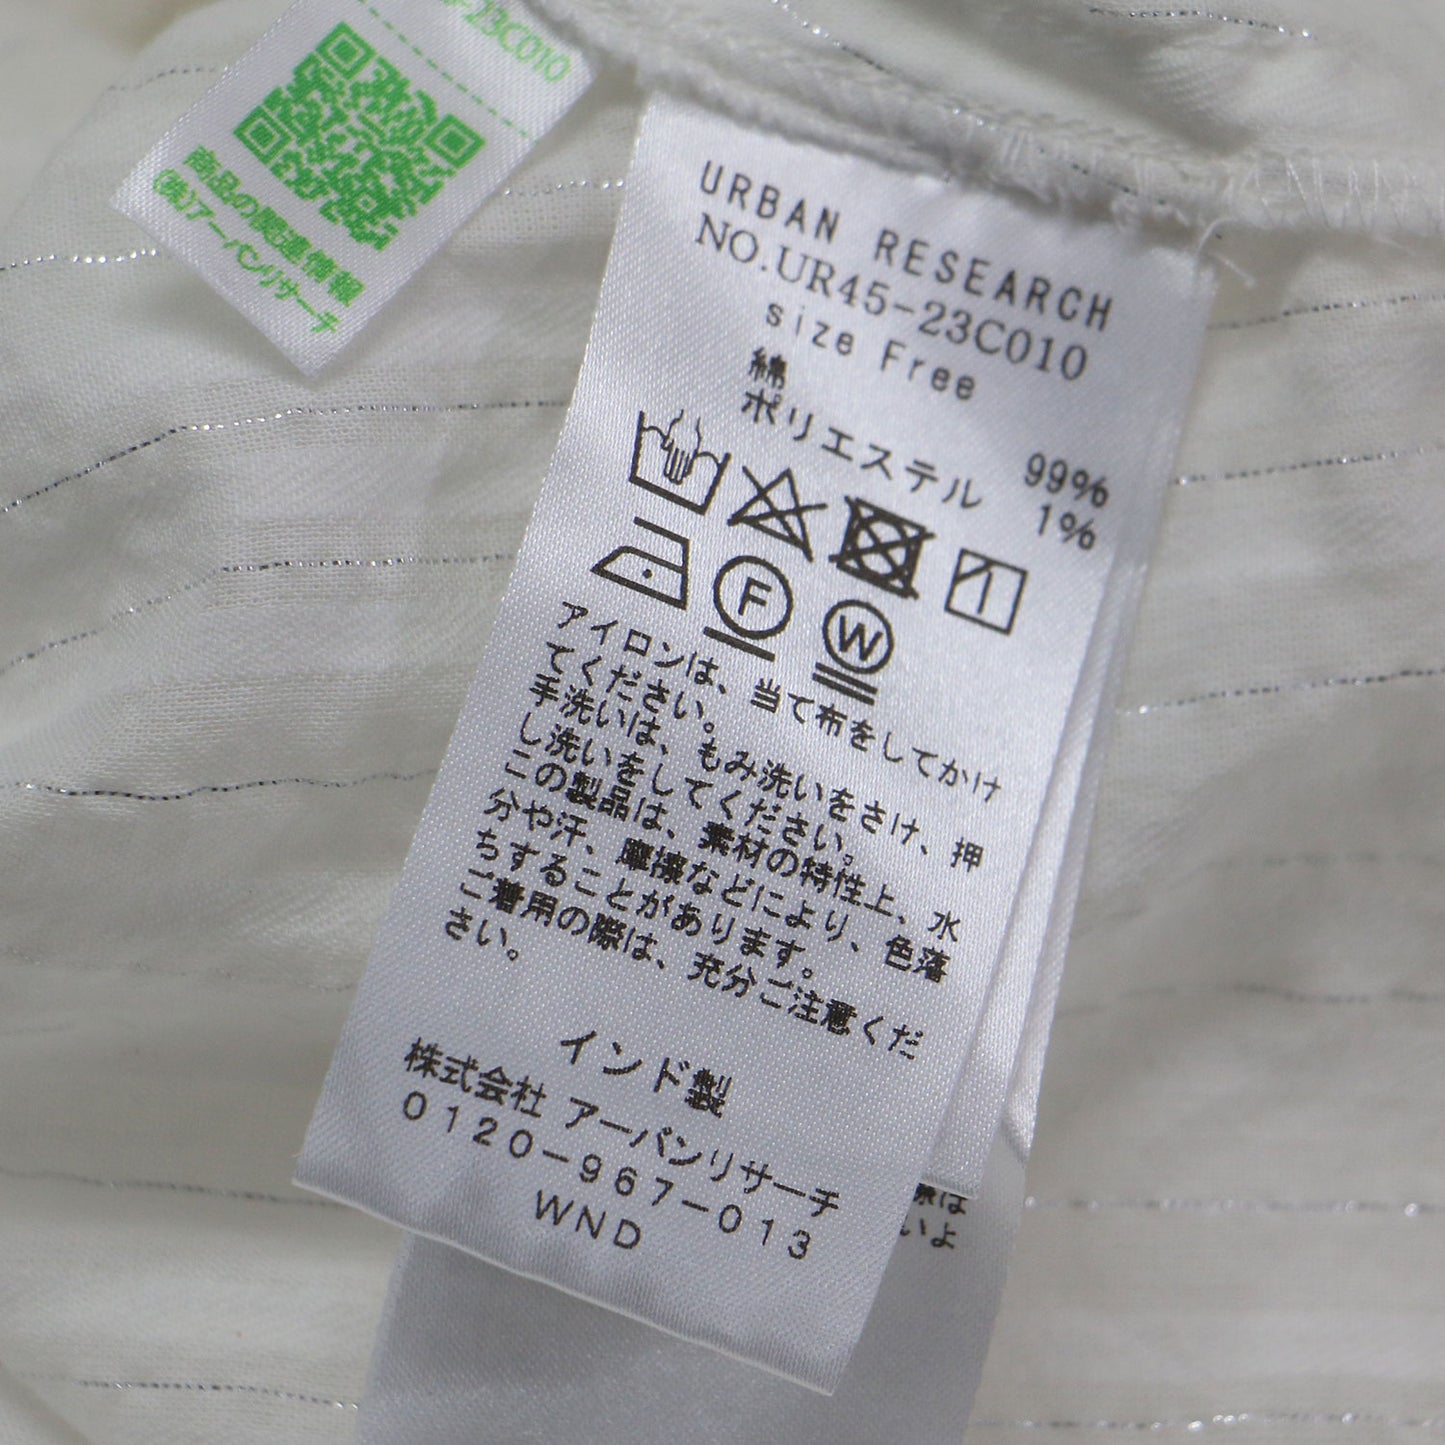 -23C010
商品の関連情報
(株)アーバンリサーチ
URBAN RESEARCH
NO.UR45-23C010
size Free
綿 99%
ポリエステル 1%
F
W
アイロンは、当て布をしてかけ
てください。
手洗いは、もみ洗いをさけ、押
し洗いをしてください。
この製品は、素材の特性上、水
分や汗、摩擦などにより、色落
ちすることがあります。
ご着用の際は、充分ご注意くだ
さい。
インド製
株式会社 アーバンリサーチ
0120-967-013
WND
際は
いよ